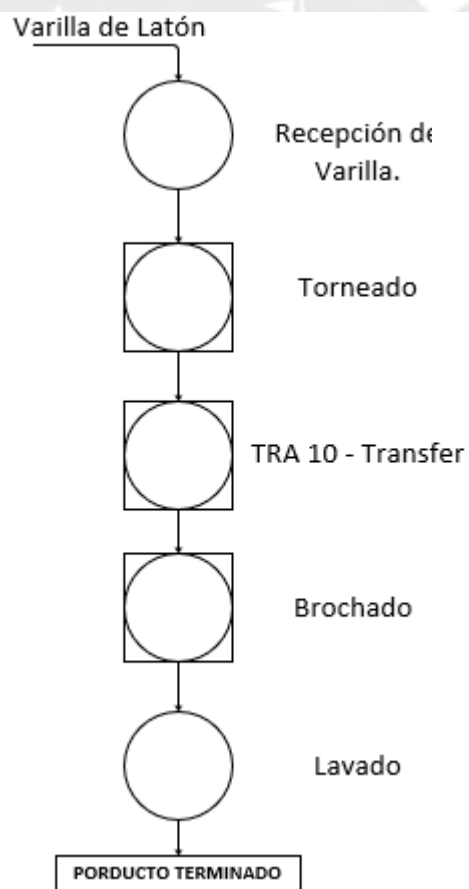 Varilla de Latón
Recepción de
Varilla.
Torneado
TRA 10 - Transfer
Brochado
Lavado
PORDUCTO TERMINADO